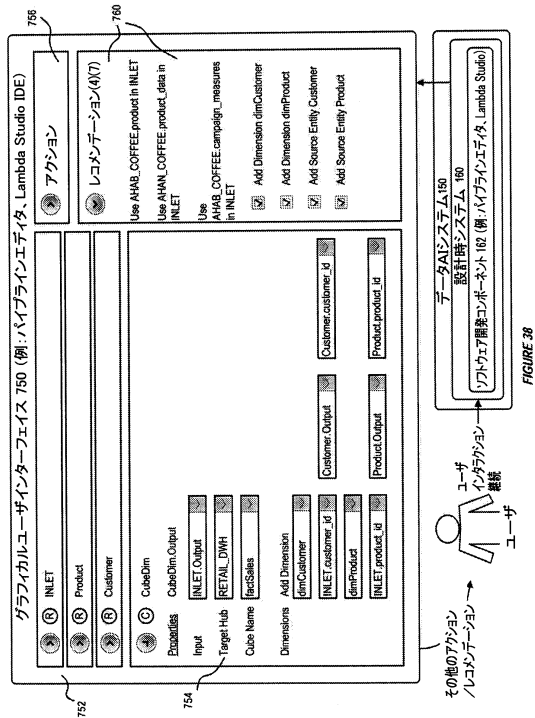 グラフィカルユーザインターフェイス 750 (例：パイプラインエディタ、Lambda Studio IDE)
752
754
756
760
R INLET
R Product
R Customer
C CubeDim
Properties CubeDim.Output
Input INLET.Output
Target Hub RETAIL_DWH
Cube Name factSales
Dimensions Add Dimension
dimCustomer
INLET.customer_id Customer.Output Customer.customer_id
dimProduct
INLET.product_id Product.Output Product.product_id
アクション
レコメンデーション(4)(7)
Use AHAB_COFFEE.product in INLET
Use AHAN_COFFEE.product_data in
INLET
Use
AHAB_COFFEE.campaign_measures
in INLET
Add Dimension dimCustomer
Add Dimension dimProduct
Add Source Entity Customer
Add Source Entity Product
その他のアクション
／レコメンデーション
ユーザ
インタラクション
継続
ユーザ
データAIシステム150
設計時システム 160
ソフトウェア開発コンポーネント 162 (例：パイプラインエディタ、Lambda Studio)
FIGURE 38